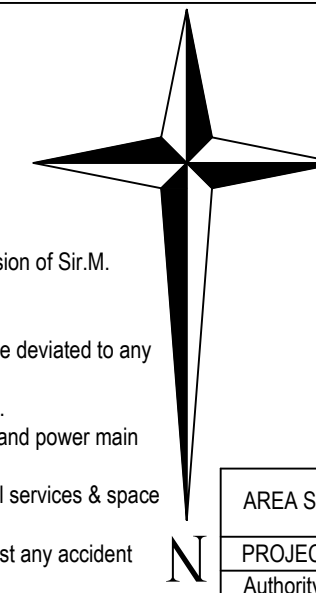 sion of Sir.M.
e deviated to any
.
and power main
l services & space
st any accident
N
AREA S
PROJEC
Authority